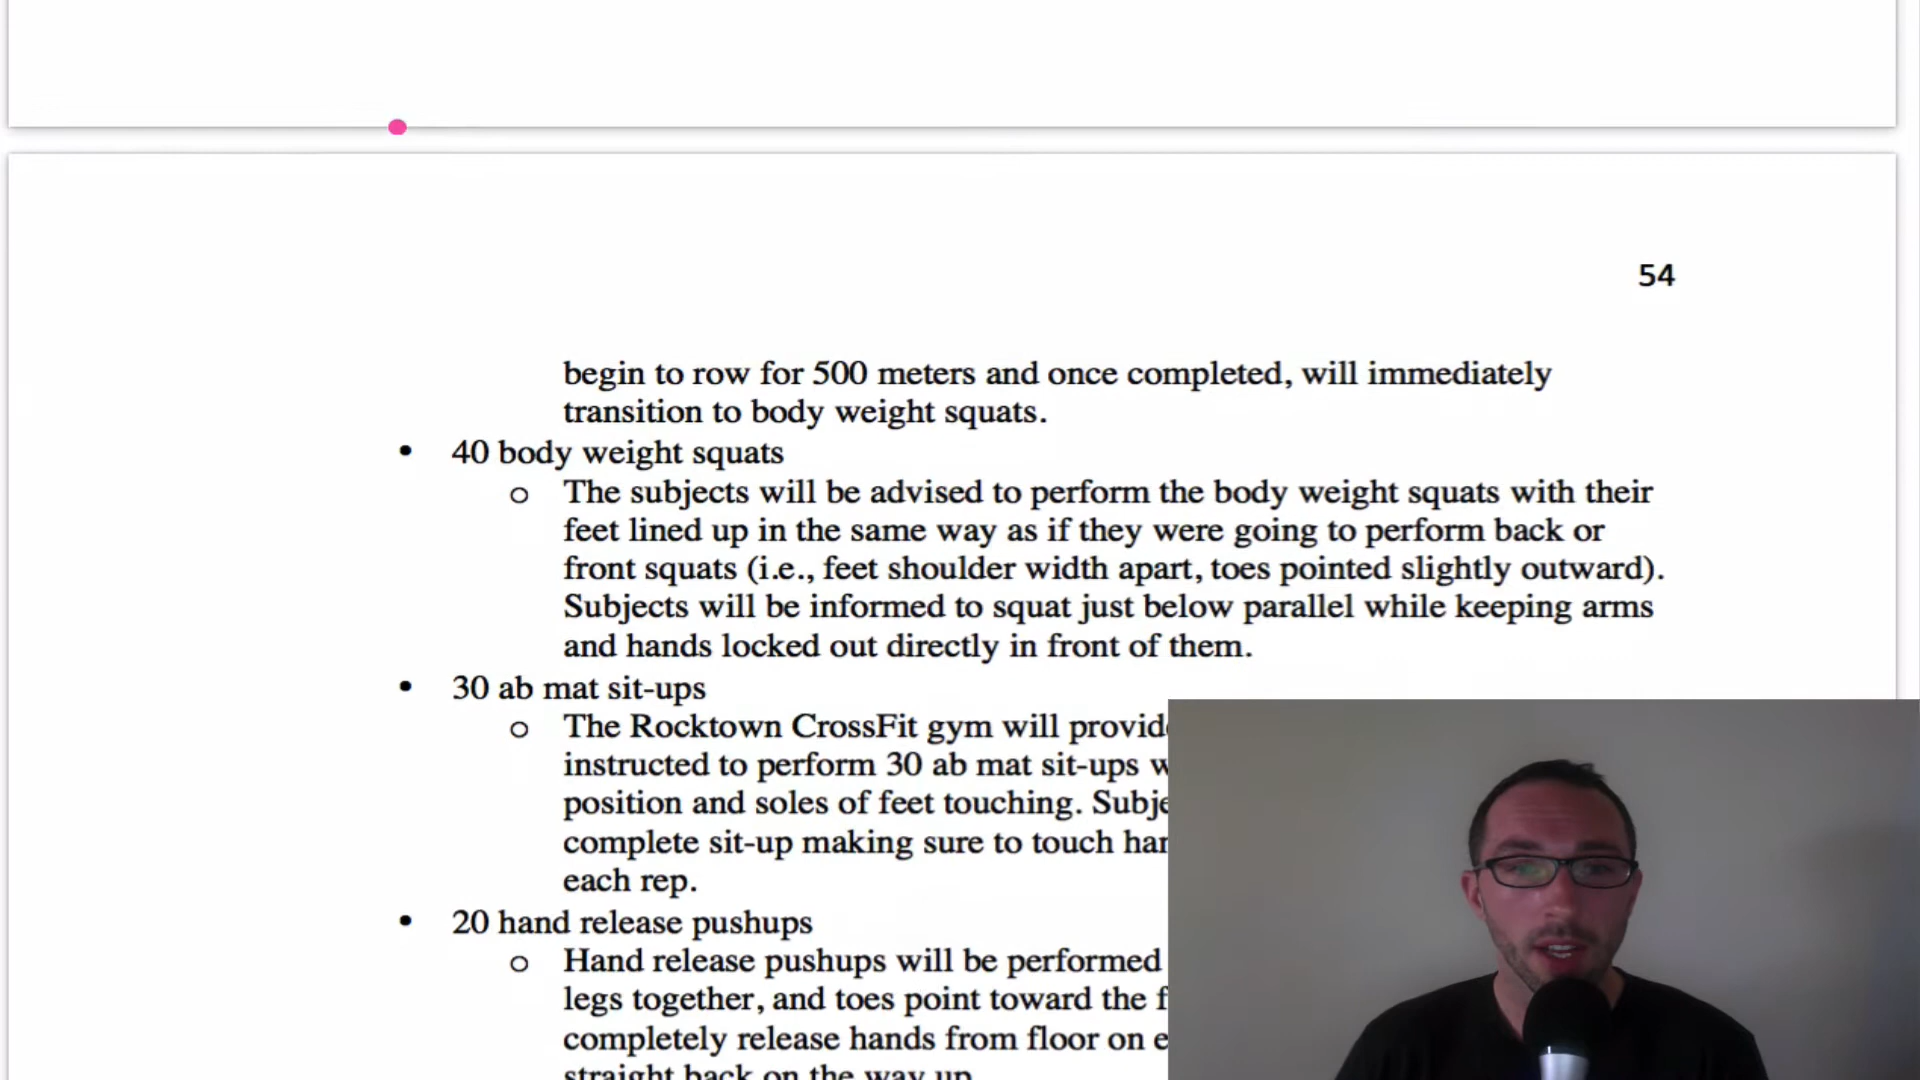 54
begin to row for 500 meters and once completed, will immediately
transition to body weight squats.
• 40 body weight squats
o The subjects will be advised to perform the body weight squats with their
feet lined up in the same way as if they were going to perform back or
front squats (i.e., feet shoulder width apart, toes pointed slightly outward).
Subjects will be informed to squat just below parallel while keeping arms
and hands locked out directly in front of them.
• 30 ab mat sit-ups
o The Rocktown CrossFit gym will
instructed to perform 30 ab mat sit-ups
position and soles of feet touching.
complete sit-up making sure to touch
each rep.
• 20 hand release pushups
o Hand release pushups will be performed
legs together, and toes point toward the
completely release hands from floor on
straight back on the way up